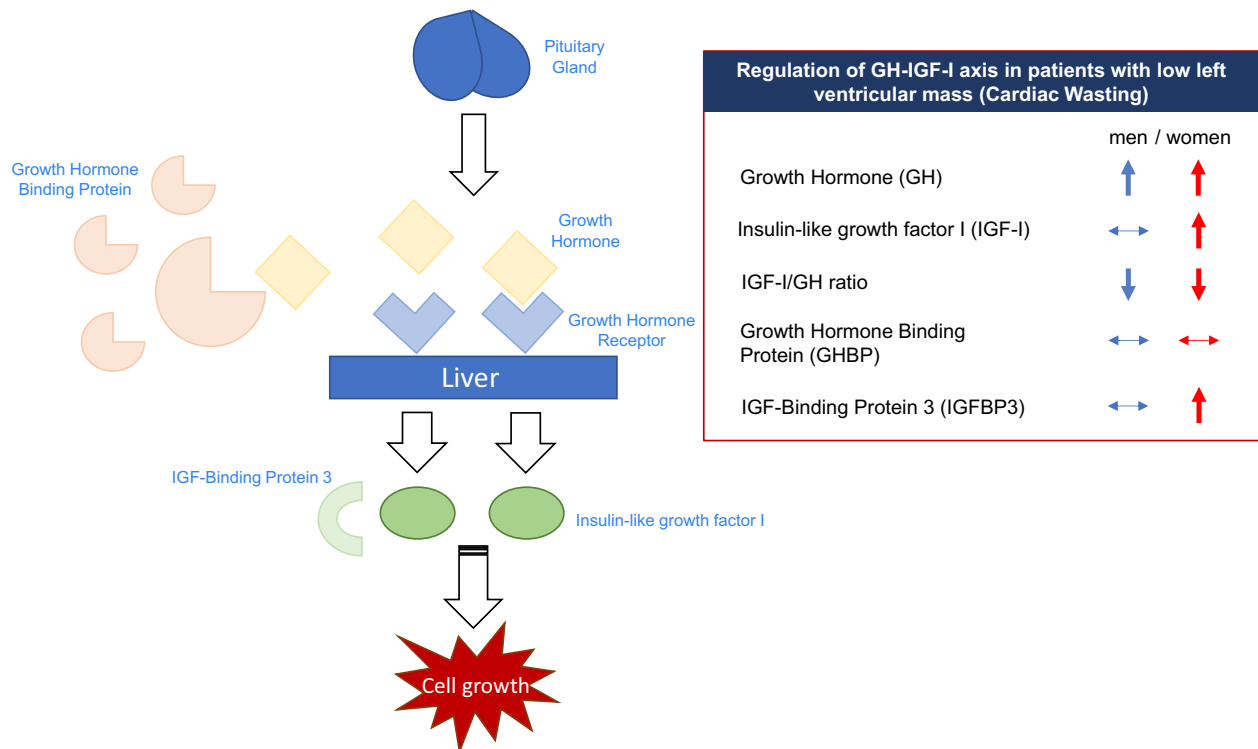 Pituitary
Gland
Growth Hormone
Binding Protein
Growth
Hormone
Growth Hormone
Receptor
Liver
IGF-Binding Protein 3
Insulin-like growth factor I
Cell growth
Regulation of GH-IGF-I axis in patients with low left
ventricular mass (Cardiac Wasting)
men / women
Growth Hormone (GH)
Insulin-like growth factor I (IGF-I)
IGF-I/GH ratio
Growth Hormone Binding
Protein (GHBP)
IGF-Binding Protein 3 (IGFBP3)